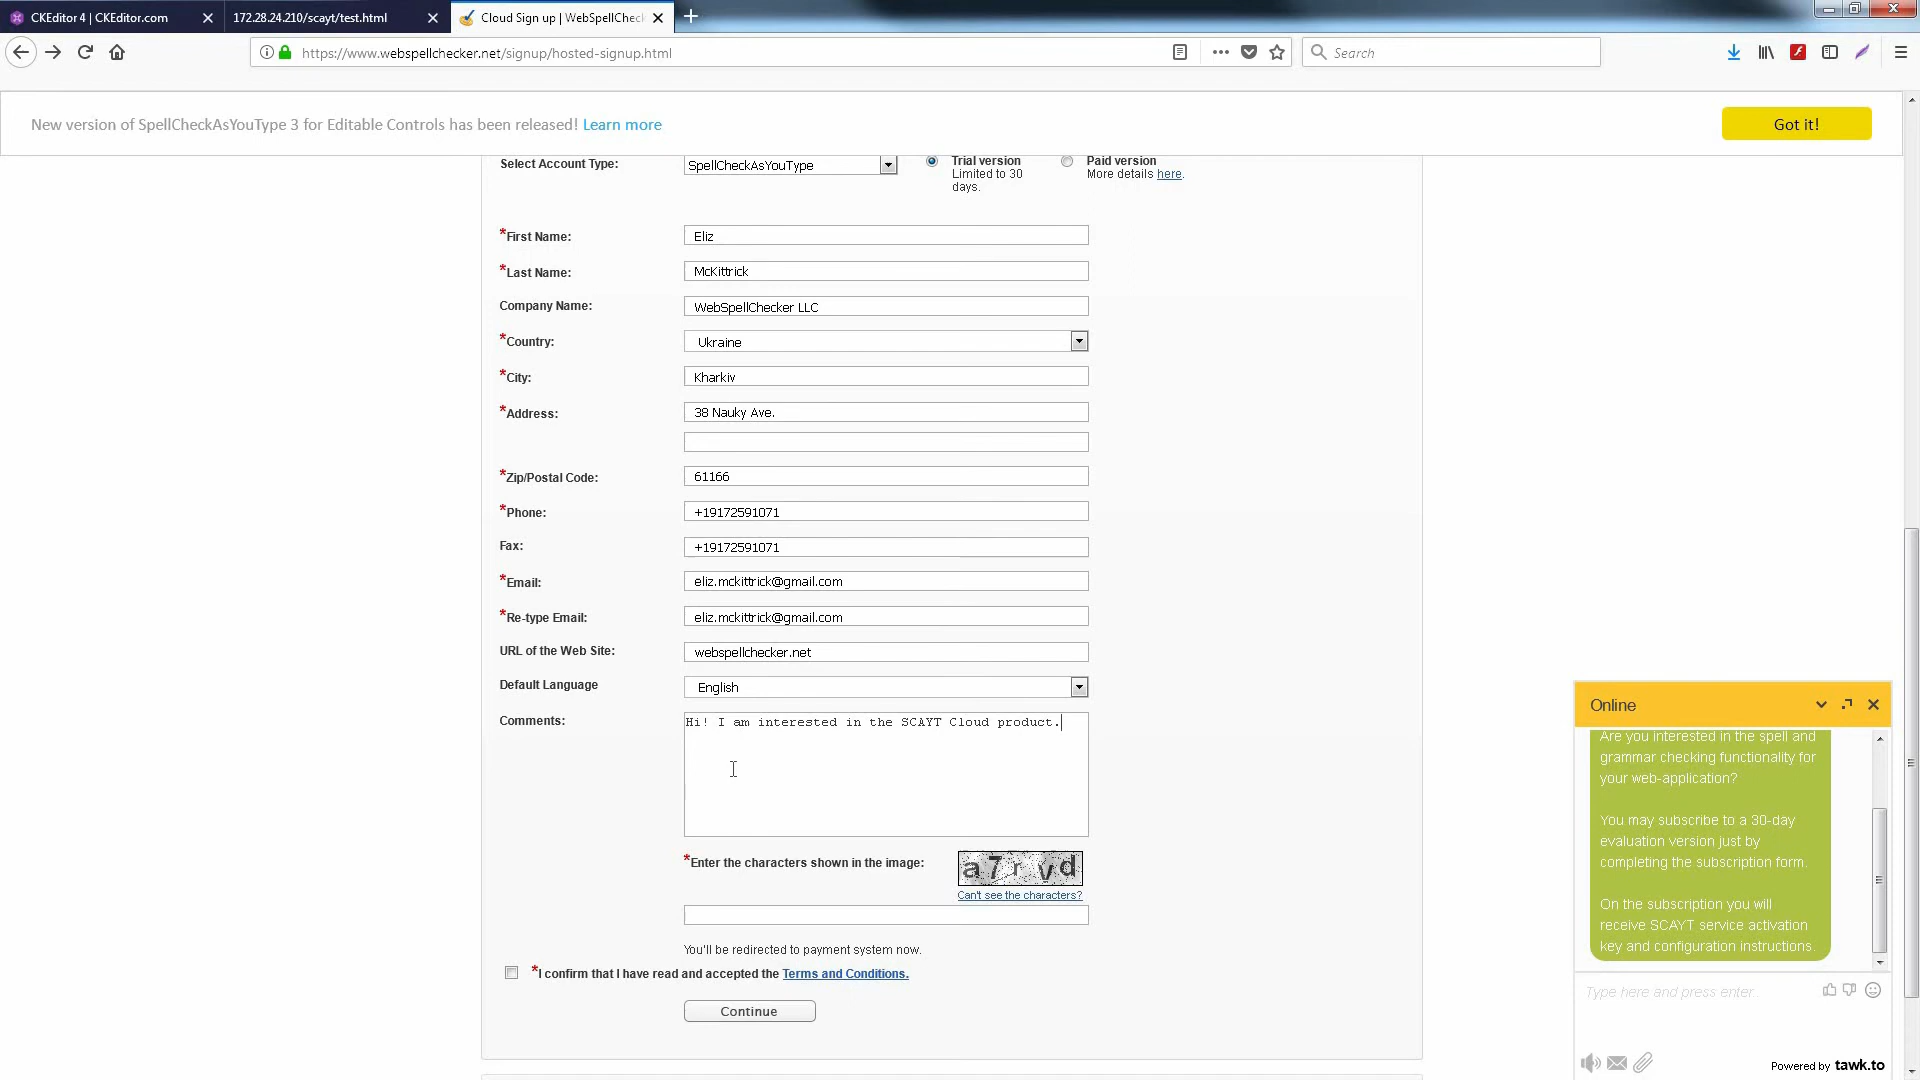 CKEditor 4 | CKEditor.com
172.28.24.210/scayt/test.html
Cloud Sign up | WebSpellCheck
https://www.webspellchecker.net/signup/hosted-signup.html
Search
New version of SpellCheckAsYouType 3 for Editable Controls has been released! Learn more
Got it!
Select Account Type:
SpellCheckAsYouType
Trial version
Limited to 30
days.
Paid version
More details here.
*First Name:
Eliz
*Last Name:
McKittrick
Company Name:
WebSpellChecker LLC
*Country:
Ukraine
*City:
Kharkiv
*Address:
38 Nauky Ave.
*Zip/Postal Code:
61166
*Phone:
+19172591071
Fax:
+19172591071
*Email:
eliz.mckittrick@gmail.com
*Re-type Email:
eliz.mckittrick@gmail.com
URL of the Web Site:
webspellchecker.net
Default Language
English
Comments:
Hi! I am interested in the SCAYT Cloud product.
*Enter the characters shown in the image:
a7rvd
Can't see the characters?
You'll be redirected to payment system now.
*I confirm that I have read and accepted the Terms and Conditions.
Continue
Online
Are you interested in the spell and
grammar checking functionality for
your web-application?
You may subscribe to a 30-day
evaluation version just by
completing the subscription form.
On the subscription you will
receive SCAYT service activation
key and configuration instructions.
Type here and press enter..
Powered by tawk.to